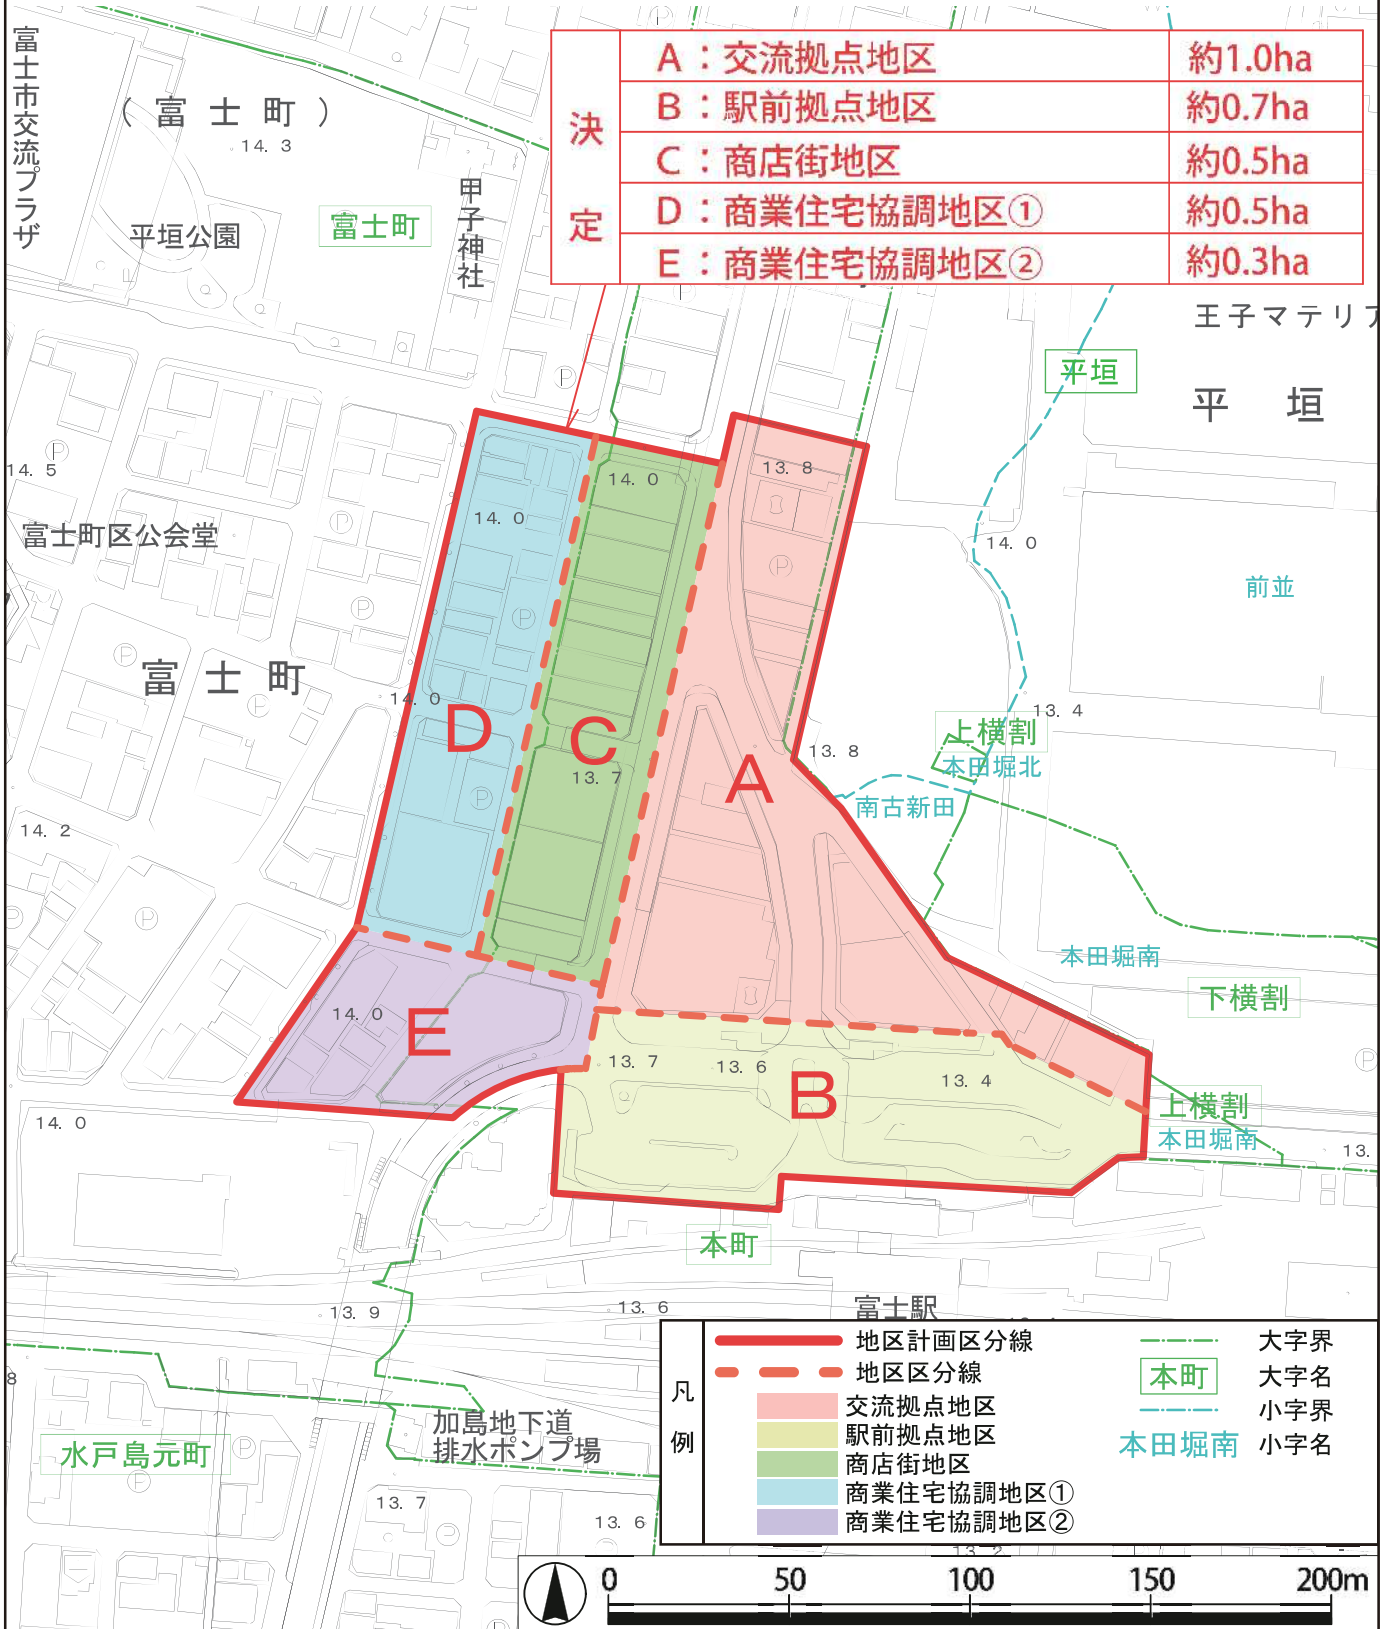 決定
A：交流拠点地区 約1.0ha
B：駅前拠点地区 約0.7ha
C：商店街地区 約0.5ha
D：商業住宅協調地区① 約0.5ha
E：商業住宅協調地区② 約0.3ha
富士市交流プラザ
（富士町）
14.3
平垣公園
富士町
甲子神社
王子マテリア
平垣
平垣
P
14.5
P
富士町区公会堂
14.0
14.0
13.8
14.0
前並
P
P
P
P
P
富士町
P
14.0
D
C
A
13.7
13.8
13.4
上横割
本田堀北
南古新田
P
14.2
P
P
本田堀南
下横割
14.0
E
13.7
13.6
B
13.4
P
14.0
上横割
本田堀南
13.
本町
13.9
13.6
富士駅
8
加島地下道
排水ポンプ場
水戸島元町
P
P
13.7
P
13.6
13.2
凡例
地区計画区分線
地区区分線
交流拠点地区
駅前拠点地区
商店街地区
商業住宅協調地区①
商業住宅協調地区②
大字界
本町 大字名
小字界
本田堀南 小字名
0 50 100 150 200m